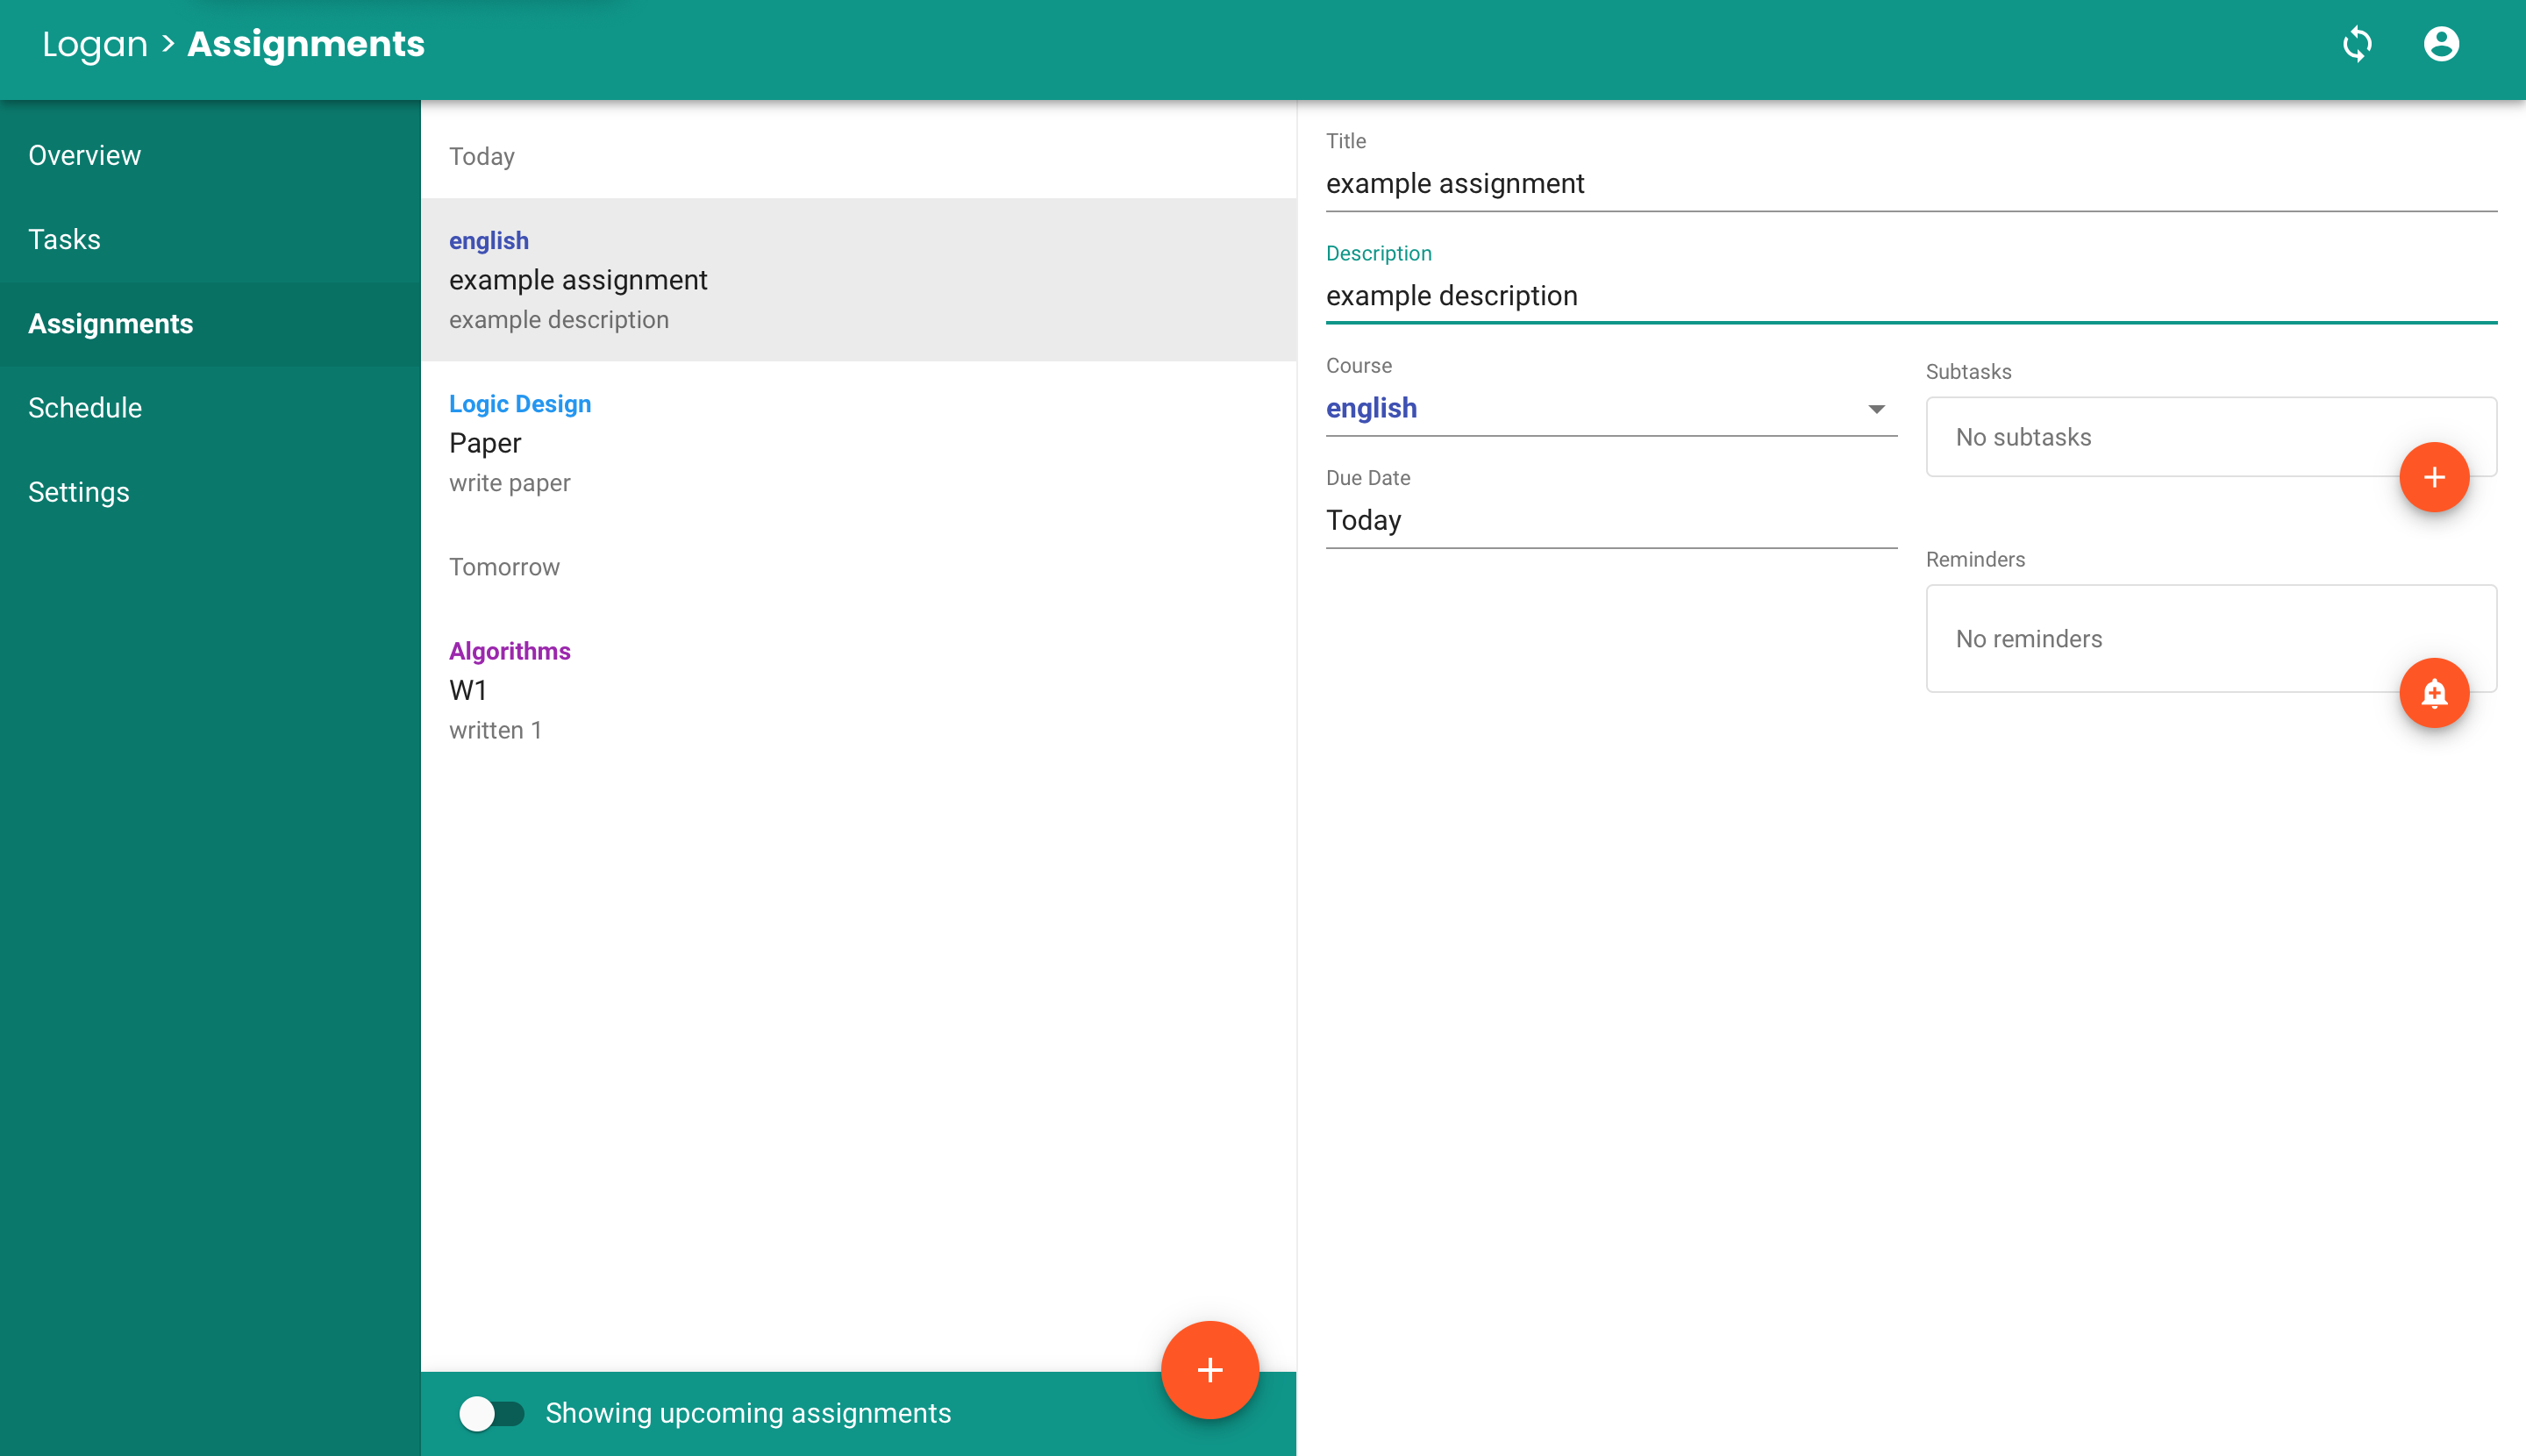 Logan > Assignments
Overview
Tasks
Assignments
Schedule
Settings
Today
english
example assignment
example description
Logic Design
Paper
write paper
Tomorrow
Algorithms
W1
written 1
Showing upcoming assignments
Title
example assignment
Description
example description
Course
english
Due Date
Today
Subtasks
No subtasks
Reminders
No reminders